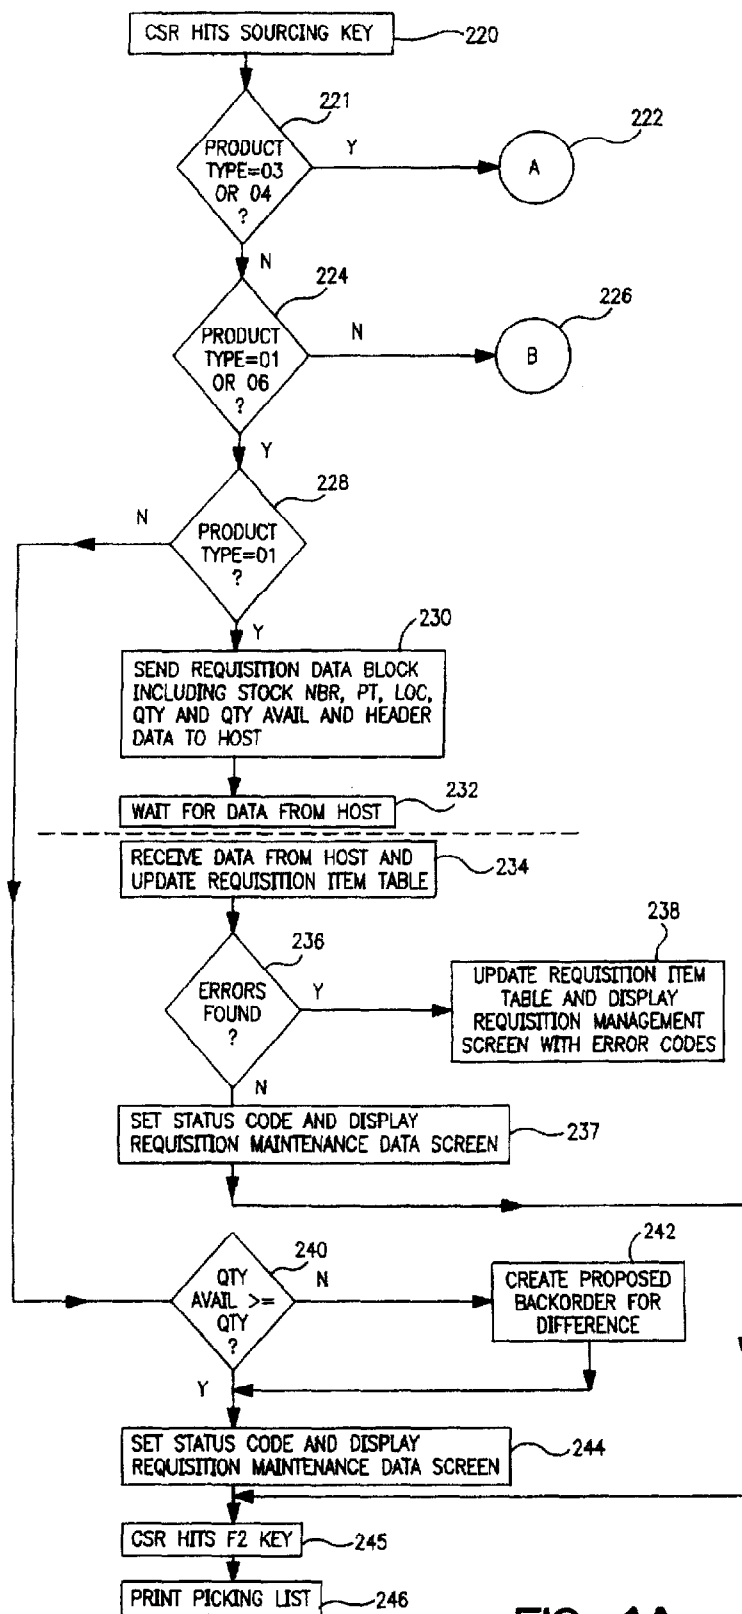 CSR HITS SOURCING KEY
220
221
PRODUCT
TYPE=03
OR 04
?
Y
A
222
N
224
PRODUCT
TYPE=01
OR 06
?
N
B
226
Y
228
N
PRODUCT
TYPE=01
?
Y
230
SEND REQUISITION DATA BLOCK
INCLUDING STOCK NBR, PT, LOC,
QTY AND QTY AVAIL AND HEADER
DATA TO HOST
232
WAIT FOR DATA FROM HOST
RECEIVE DATA FROM HOST AND
UPDATE REQUISITION ITEM TABLE
234
236
ERRORS
FOUND
?
Y
238
UPDATE REQUISITION ITEM
TABLE AND DISPLAY
REQUISITION MANAGEMENT
SCREEN WITH ERROR CODES
N
SET STATUS CODE AND DISPLAY
REQUISITION MAINTENANCE DATA SCREEN
237
240
QTY
AVAIL >=
QTY
?
N
242
CREATE PROPOSED
BACKORDER FOR
DIFFERENCE
Y
SET STATUS CODE AND DISPLAY
REQUISITION MAINTENANCE DATA SCREEN
244
CSR HITS F2 KEY
245
PRINT PICKING LIST
246